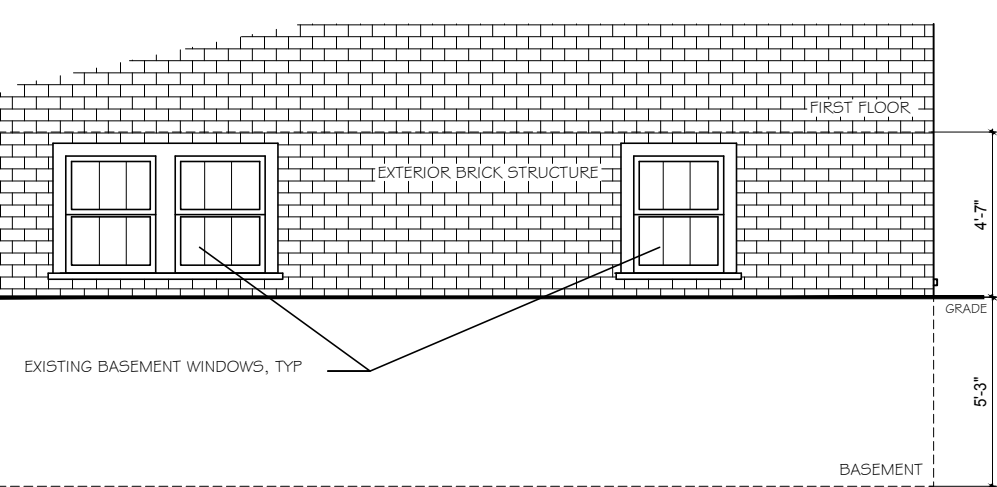 FIRST FLOOR
EXTERIOR BRICK STRUCTURE
4'-7"
GRADE
EXISTING BASEMENT WINDOWS, TYP
5'-3"
BASEMENT